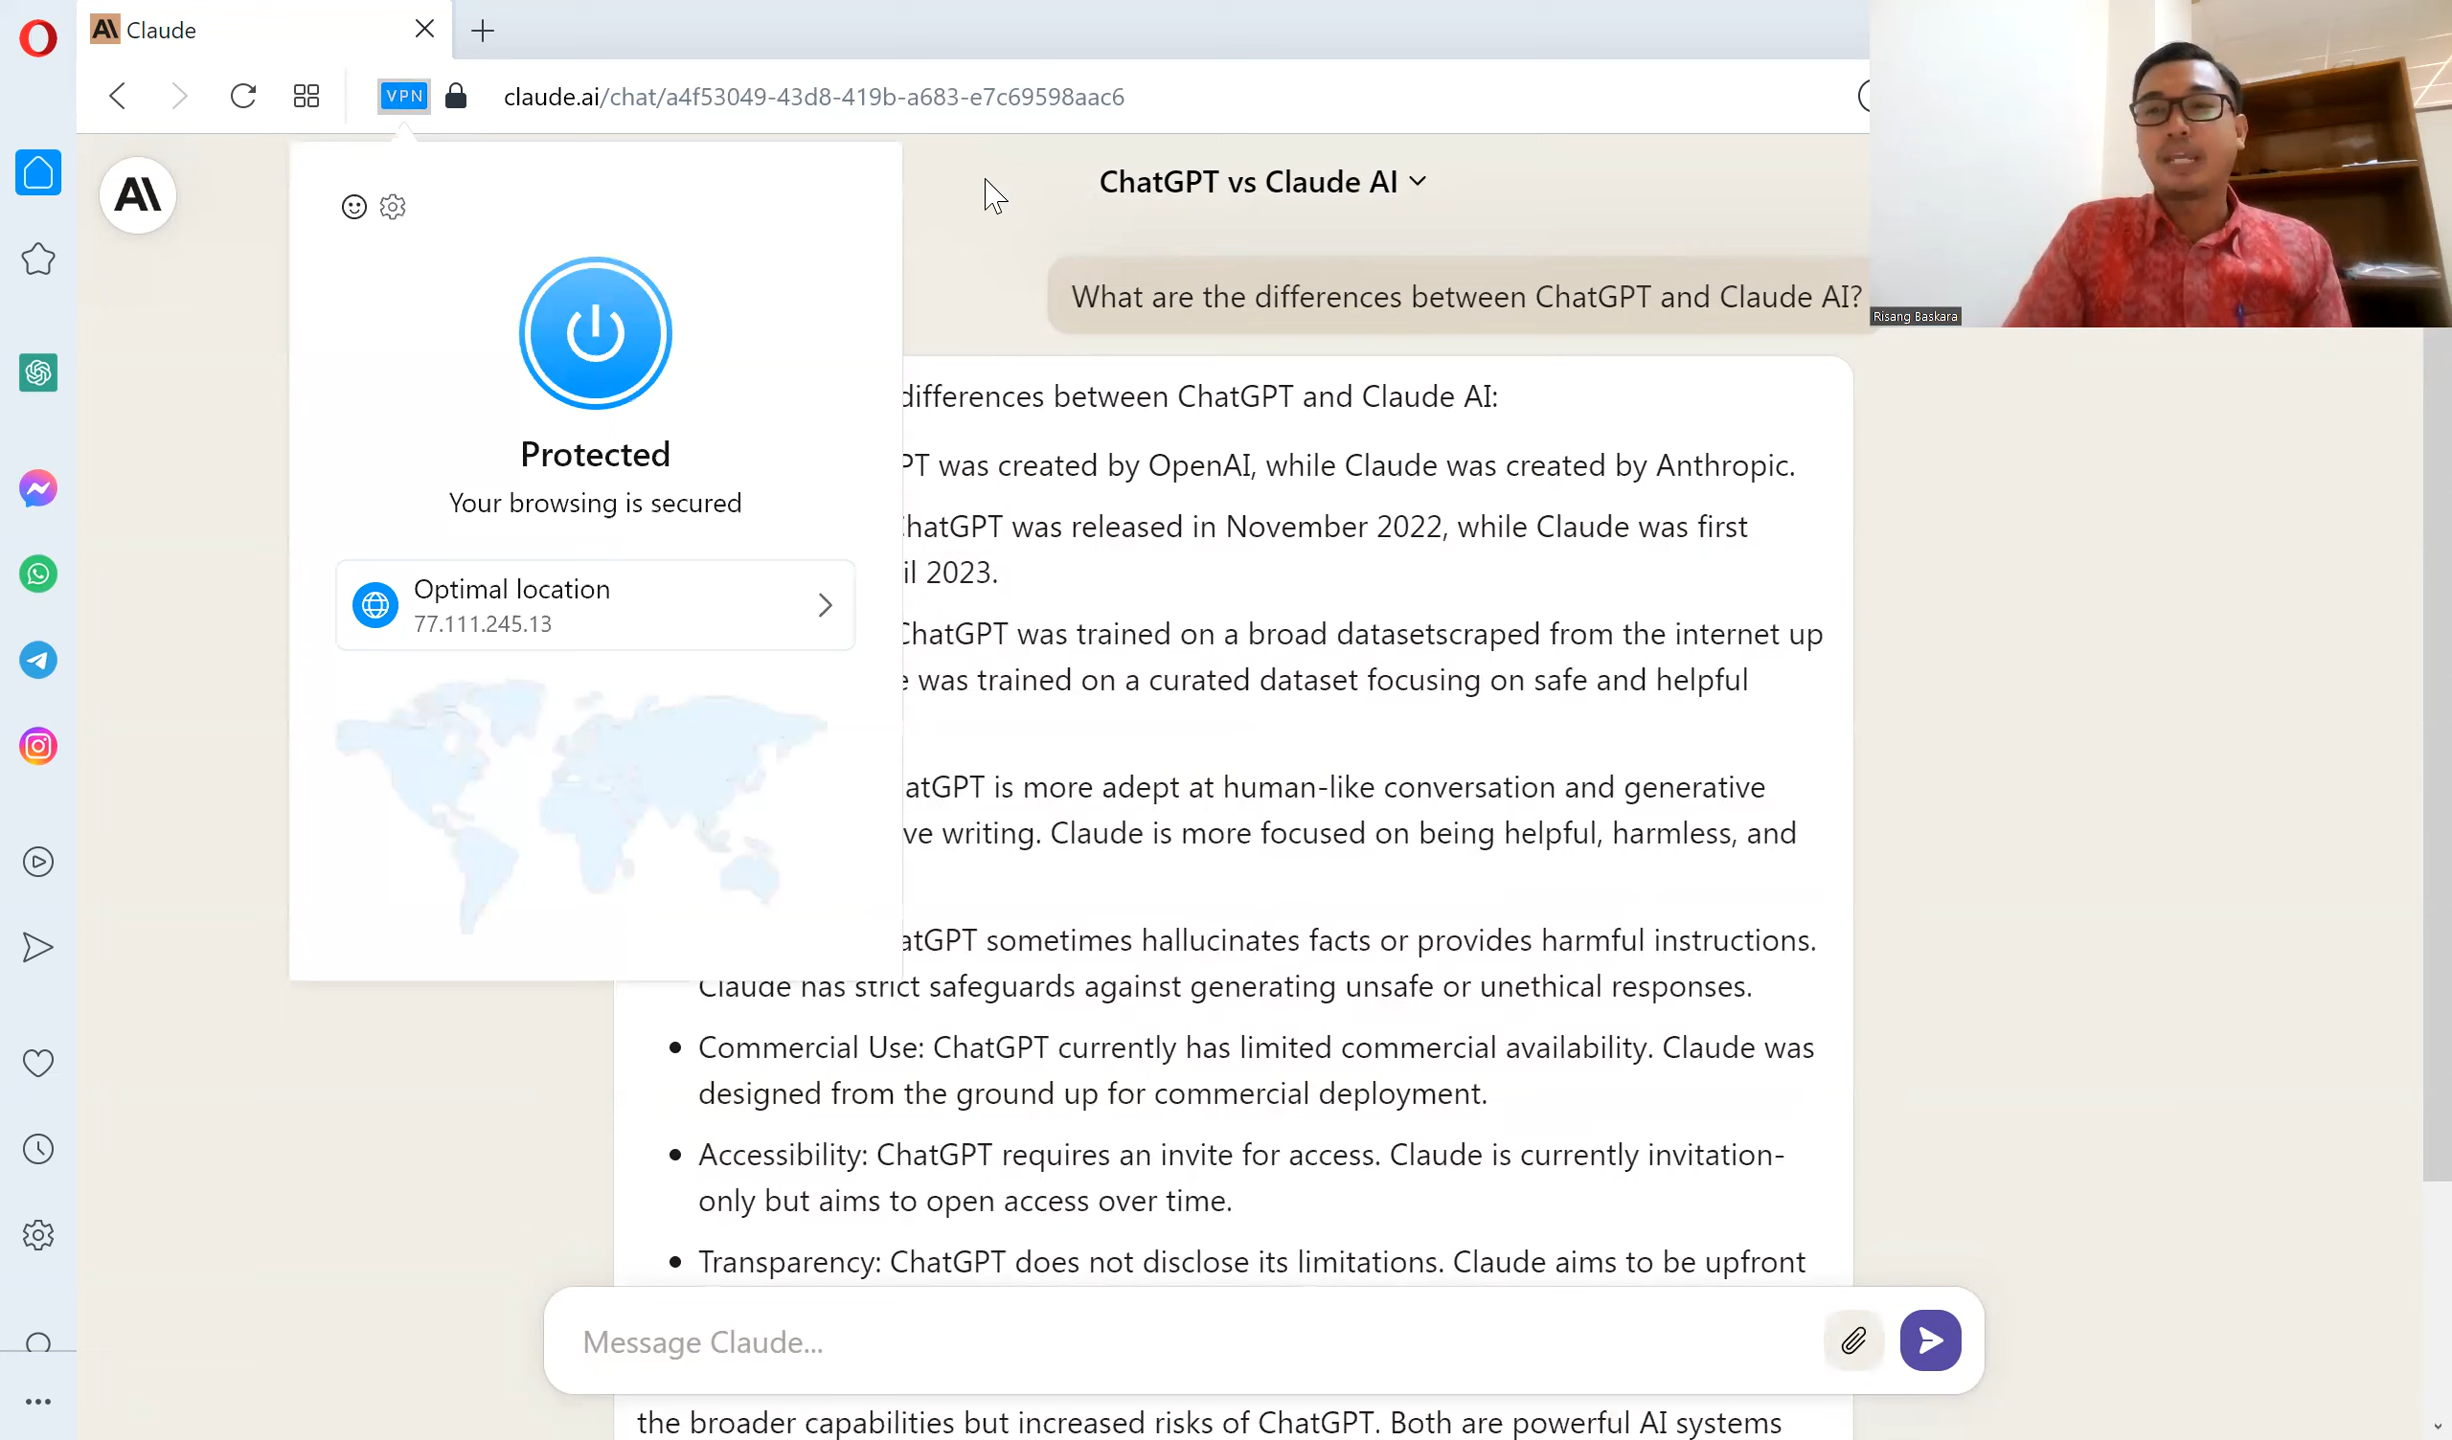 Claude
VPN
claude.ai/chat/a4f53049-43d8-419b-a683-e7c69598aac6
ChatGPT vs Claude AI
What are the differences between ChatGPT and Claude AI?
Risang Baskara
Protected
Your browsing is secured
Optimal location
77.111.245.13
differences between ChatGPT and Claude AI:
PT was created by OpenAI, while Claude was created by Anthropic.
ChatGPT was released in November 2022, while Claude was first
il 2023.
ChatGPT was trained on a broad datasetscraped from the internet up
e was trained on a curated dataset focusing on safe and helpful
atGPT is more adept at human-like conversation and generative
ve writing. Claude is more focused on being helpful, harmless, and
atGPT sometimes hallucinates facts or provides harmful instructions.
Claude has strict safeguards against generating unsafe or unethical responses.
• Commercial Use: ChatGPT currently has limited commercial availability. Claude was
designed from the ground up for commercial deployment.
• Accessibility: ChatGPT requires an invite for access. Claude is currently invitation-
only but aims to open access over time.
• Transparency: ChatGPT does not disclose its limitations. Claude aims to be upfront
Message Claude...
the broader capabilities but increased risks of ChatGPT. Both are powerful AI systems